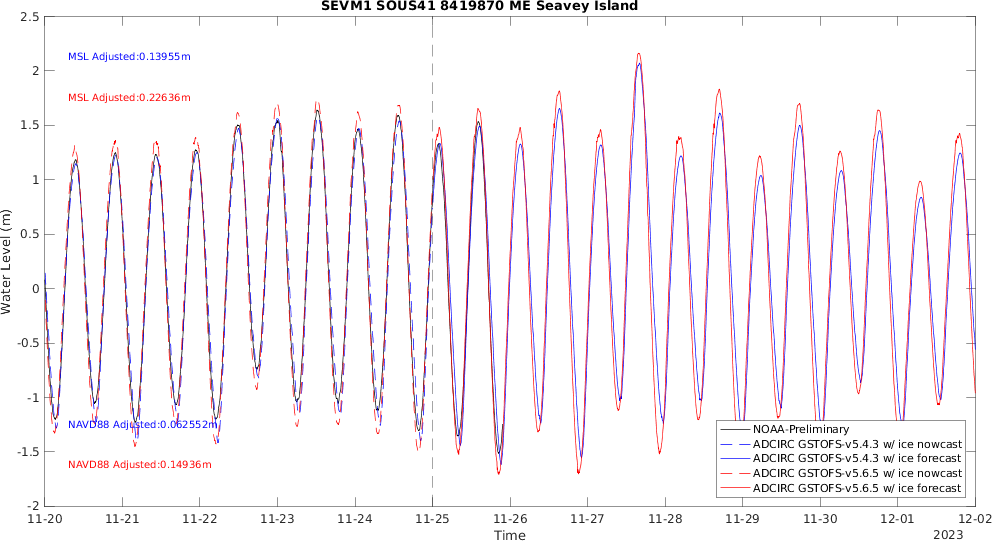 SEVM1 SOUS41 8419870 ME Seavey Island
2.5
2
1.5
1
0.5
0
-0.5
-1
-1.5
-2
Water Level (m)
MSL Adjusted:0.13955m
MSL Adjusted:0.22636m
NAVD88 Adjusted:0.062552m
NAVD88 Adjusted:0.14936m
NOAA-Preliminary
ADCIRC GSTOFS-v5.4.3 w/ ice nowcast
ADCIRC GSTOFS-v5.4.3 w/ ice forecast
ADCIRC GSTOFS-v5.6.5 w/ ice nowcast
ADCIRC GSTOFS-v5.6.5 w/ ice forecast
11-20 11-21 11-22 11-23 11-24 11-25 11-26 11-27 11-28 11-29 11-30 12-01 12-02
Time
2023